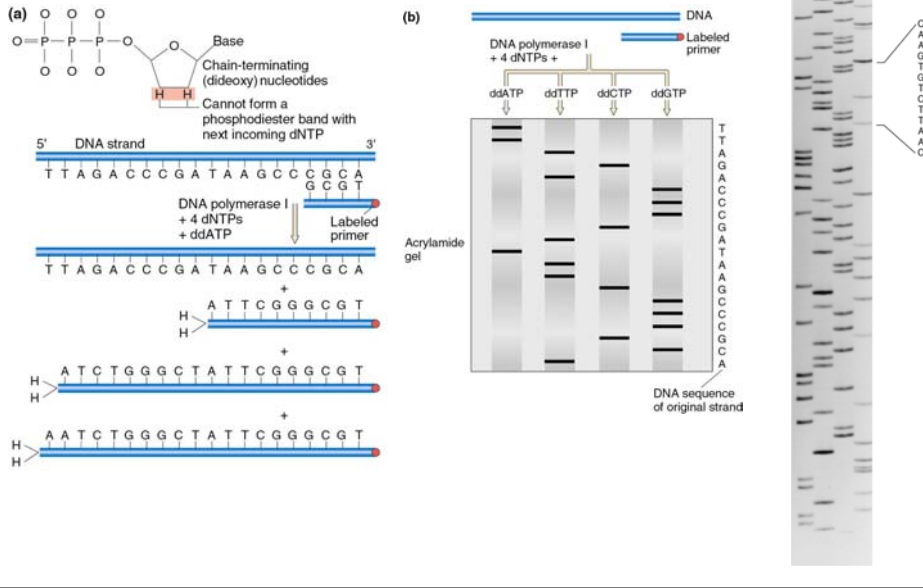 (a)
O O O
O=P—P—P—O
O O O
O
Base
Chain-terminating
(dideoxy) nucleotides
H H
Cannot form a
phosphodiester band with
next incoming dNTP
5' DNA strand 3'
T T A G A C C C G A T A A G C C C G C A
G C G T
DNA polymerase I
+ 4 dNTPs
+ ddATP
Labeled
primer
T T A G A C C C G A T A A G C C C G C A
+
A T T C G G G C G T
H
H
+
A T C T G G G C T A T T C G G G C G T
H
H
+
A A T C T G G G C T A T T C G G G C G T
H
H
(b)
DNA
Labeled
primer
DNA polymerase I
+ 4 dNTPs +
ddATP ddTTP ddCTP ddGTP
Acrylamide
gel
T
T
A
G
A
C
C
C
G
A
T
A
A
G
C
C
C
G
C
A
DNA sequence
of original strand